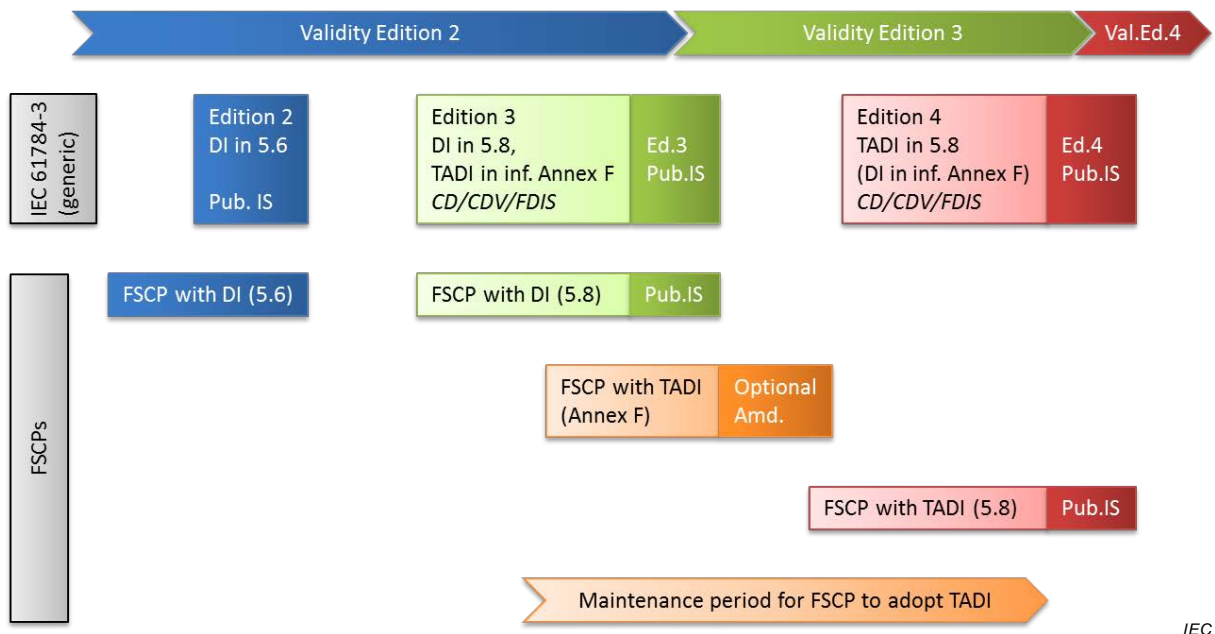 Validity Edition 2
Validity Edition 3
Val.Ed.4
IEC 61784-3
(generic)
Edition 2
DI in 5.6
Pub. IS
Edition 3
DI in 5.8,
TADI in inf. Annex F
CD/CDV/FDIS
Ed.3
Pub.IS
Edition 4
TADI in 5.8
(DI in inf. Annex F)
CD/CDV/FDIS
Ed.4
Pub.IS
FSCPs
FSCP with DI (5.6)
FSCP with DI (5.8)
Pub.IS
FSCP with TADI
(Annex F)
Optional
Amd.
FSCP with TADI (5.8)
Pub.IS
Maintenance period for FSCP to adopt TADI
IEC